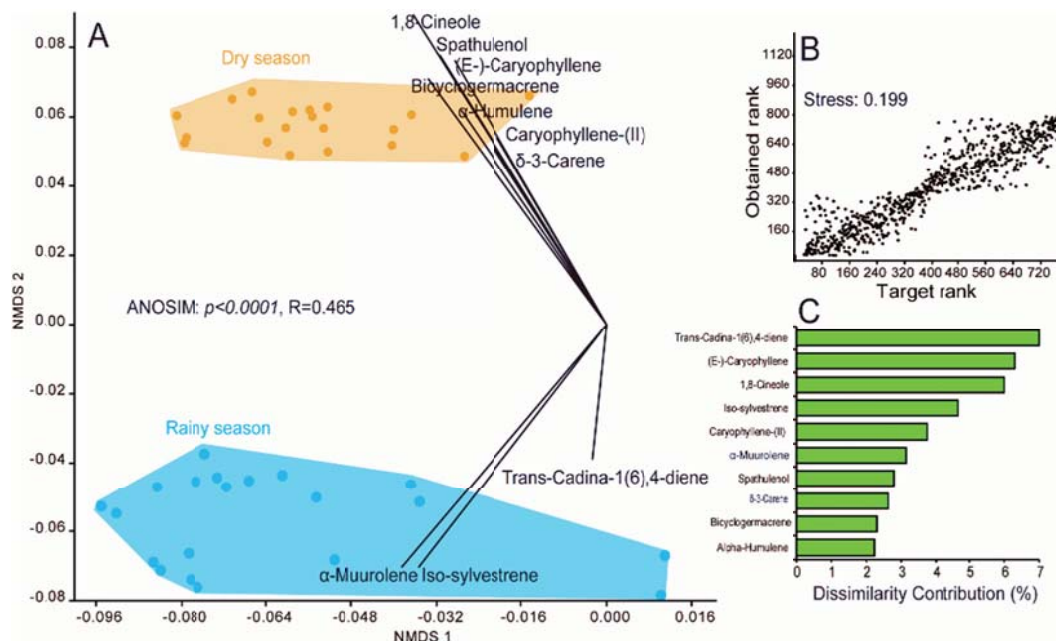 A
0.08
0.06
0.04
0.02
0.00
-0.02
-0.04
-0.06
-0.08
NMDS 2
Dry season
1,8-Cineole
Spathulenol
(E-)-Caryophyllene
Bicyclogermacrene
α-Humulene
Caryophyllene-(II)
δ-3-Carene
ANOSIM: p<0.0001, R=0.465
Rainy season
Trans-Cadina-1(6),4-diene
α-Muurolene Iso-sylvestrene
-0.096 -0.080 -0.064 -0.048 -0.032 -0.016 0.000 0.016
NMDS 1
B
Stress: 0.199
Obtained rank
1120
960
800
640
480
320
160
80 160 240 320 400 480 560 640 720
Target rank
C
Trans-Cadina-1(6),4-diene
(E-)-Caryophyllene
1,8-Cineole
Iso-sylvestrene
Caryophyllene-(II)
α-Muurolene
Spathulenol
δ-3-Carene
Bicyclogermacrene
Alpha-Humulene
0 1 2 3 4 5 6 7
Dissimilarity Contribution (%)